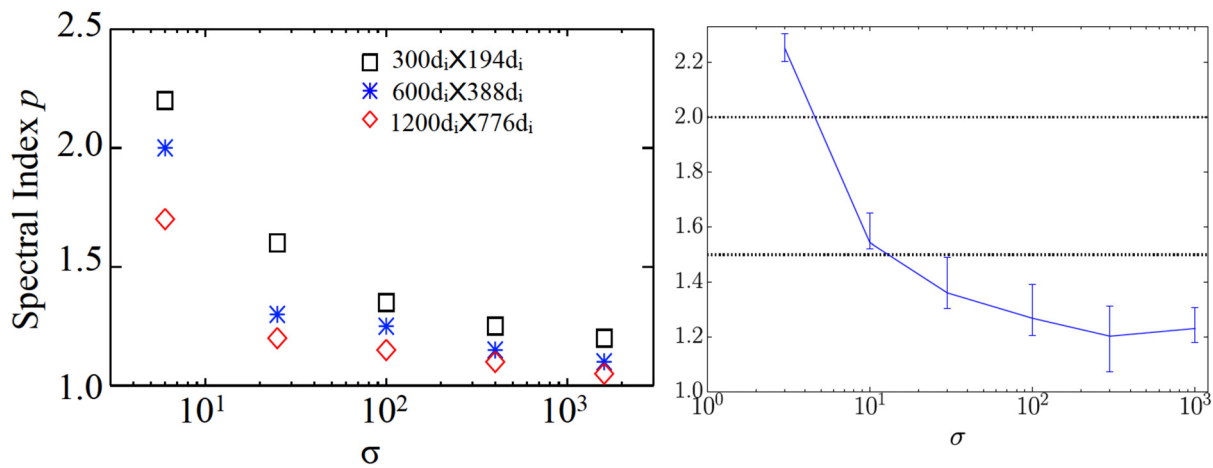 2.5
2.0
1.5
1.0
Spectral Index p
300dᵢX194dᵢ
600dᵢX388dᵢ
1200dᵢX776dᵢ
10¹ 10² 10³
σ
2.2
2.0
1.8
1.6
1.4
1.2
1.0
10⁰ 10¹ 10² 10³
σ